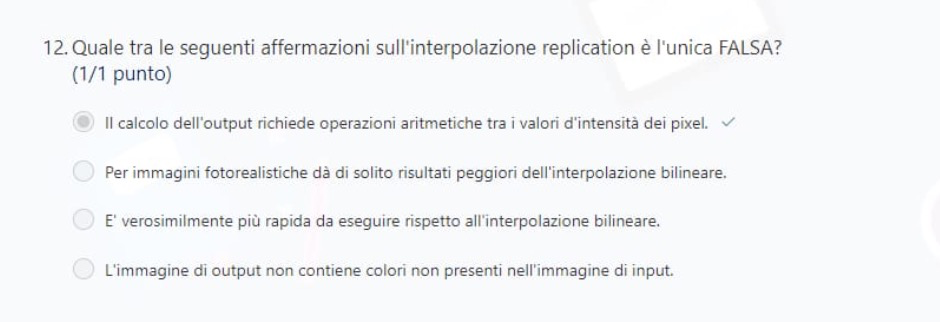 12. Quale tra le seguenti affermazioni sull'interpolazione replication è l'unica FALSA?
(1/1 punto)
Il calcolo dell'output richiede operazioni aritmetiche tra i valori d'intensità dei pixel.
Per immagini fotorealistiche dà di solito risultati peggiori dell'interpolazione bilineare.
E' verosimilmente più rapida da eseguire rispetto all'interpolazione bilineare.
L'immagine di output non contiene colori non presenti nell'immagine di input.